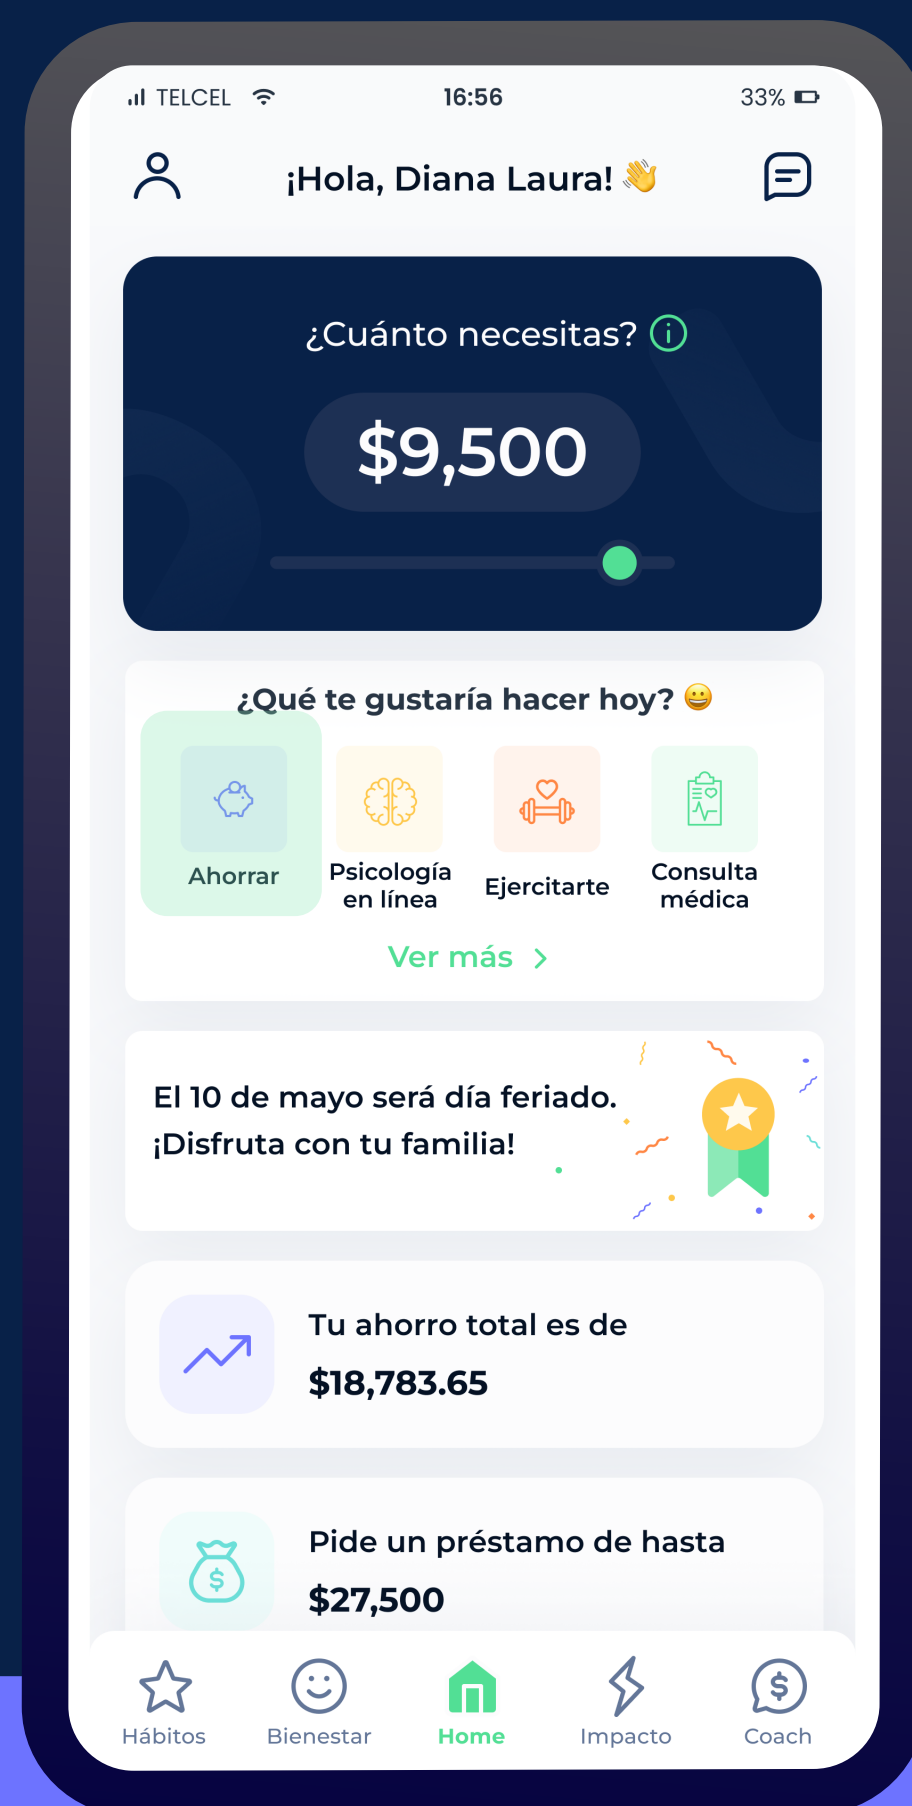 TELCEL 16:56 33%
¡Hola, Diana Laura! 👋
¿Cuánto necesitas? i
$9,500
¿Qué te gustaría hacer hoy? 😀
Ahorrar
Psicología
en línea
Ejercitarte
Consulta
médica
Ver más >
El 10 de mayo será día feriado.
¡Disfruta con tu familia!
Tu ahorro total es de
$18,783.65
Pide un préstamo de hasta
$
$27,500
$
Hábitos Bienestar Home Impacto Coach